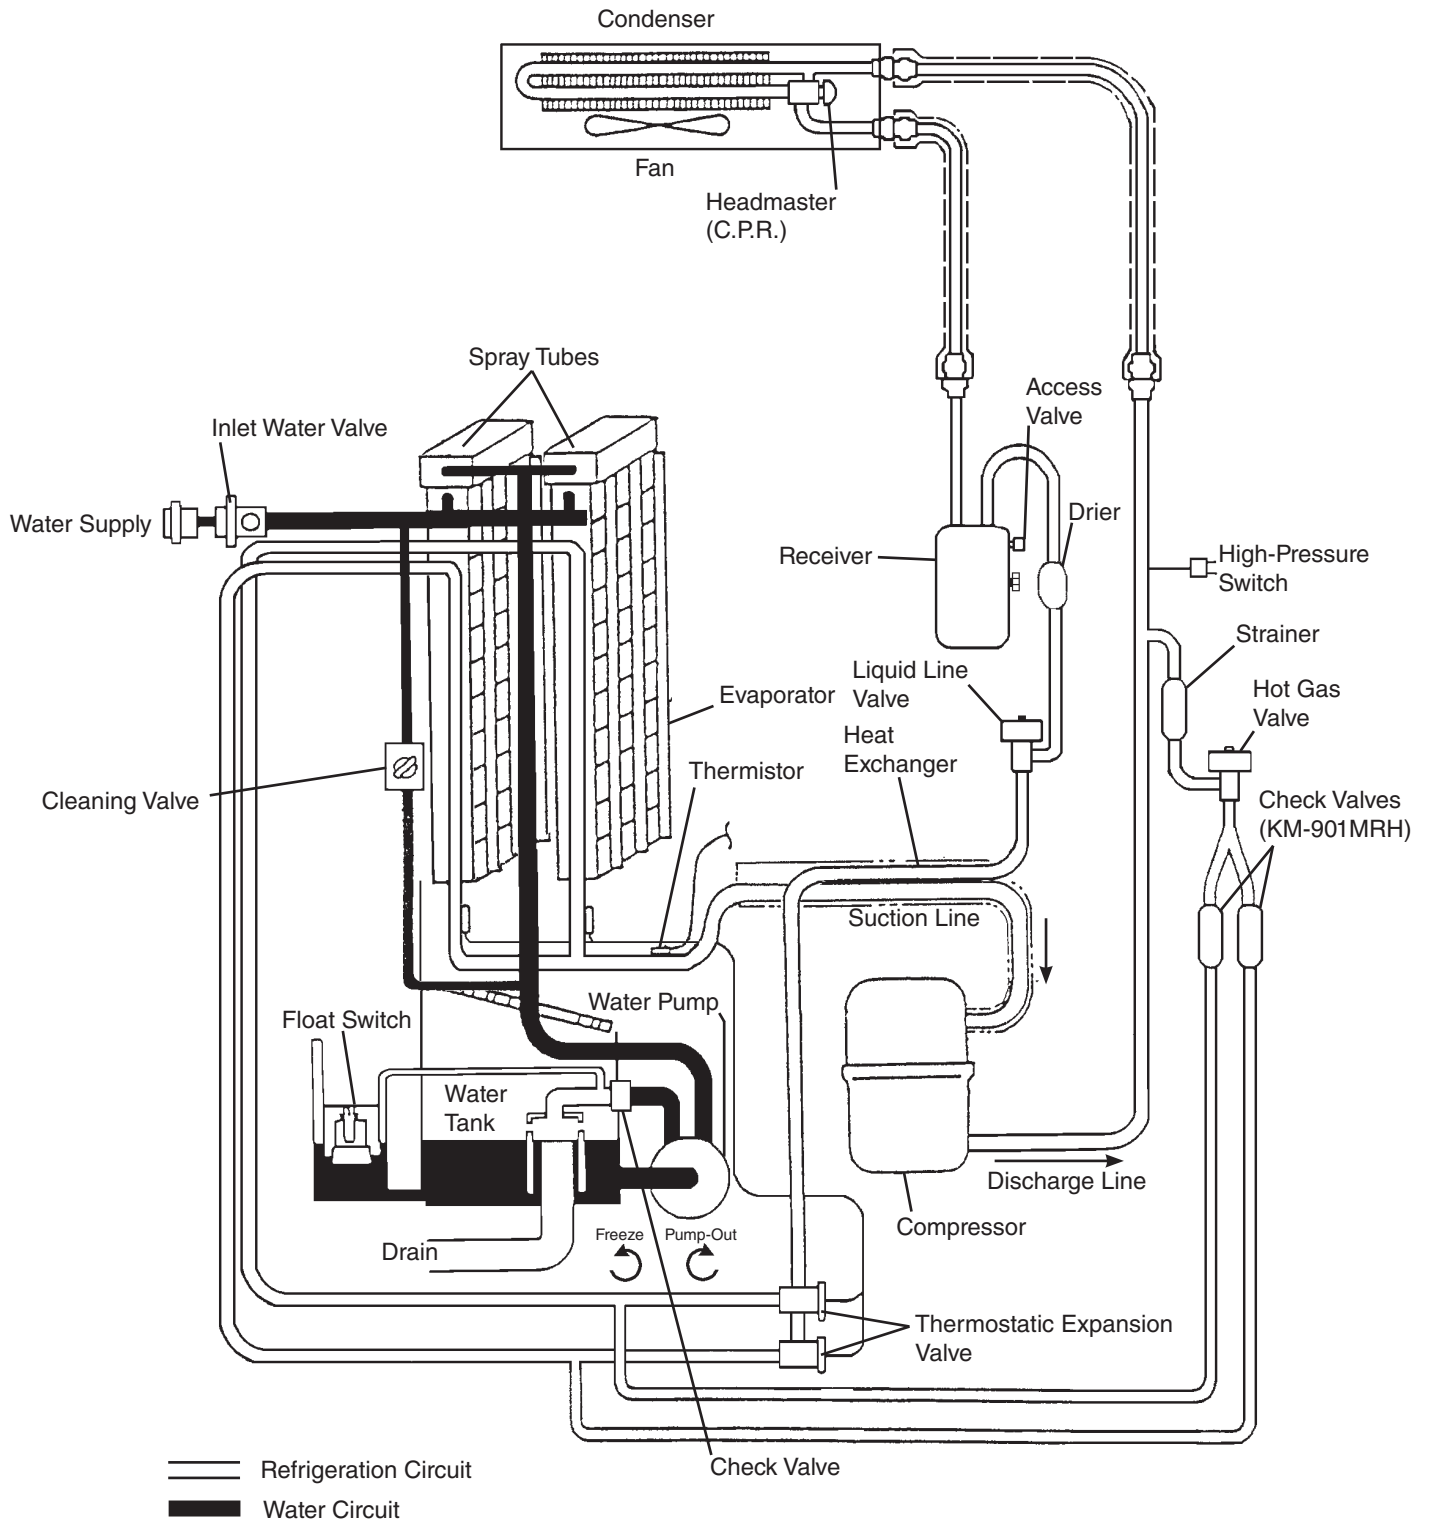 Condenser
Fan
Headmaster
(C.P.R.)
Spray Tubes
Access
Valve
Inlet Water Valve
Water Supply
Drier
Receiver
High-Pressure
Switch
Strainer
Liquid Line
Valve
Hot Gas
Valve
Evaporator
Heat
Exchanger
Thermistor
Cleaning Valve
Check Valves
(KM-901MRH)
Suction Line
Water Pump
Float Switch
Water
Tank
Discharge Line
Compressor
Freeze
Pump-Out
Drain
Thermostatic Expansion
Valve
Check Valve
Refrigeration Circuit
Water Circuit